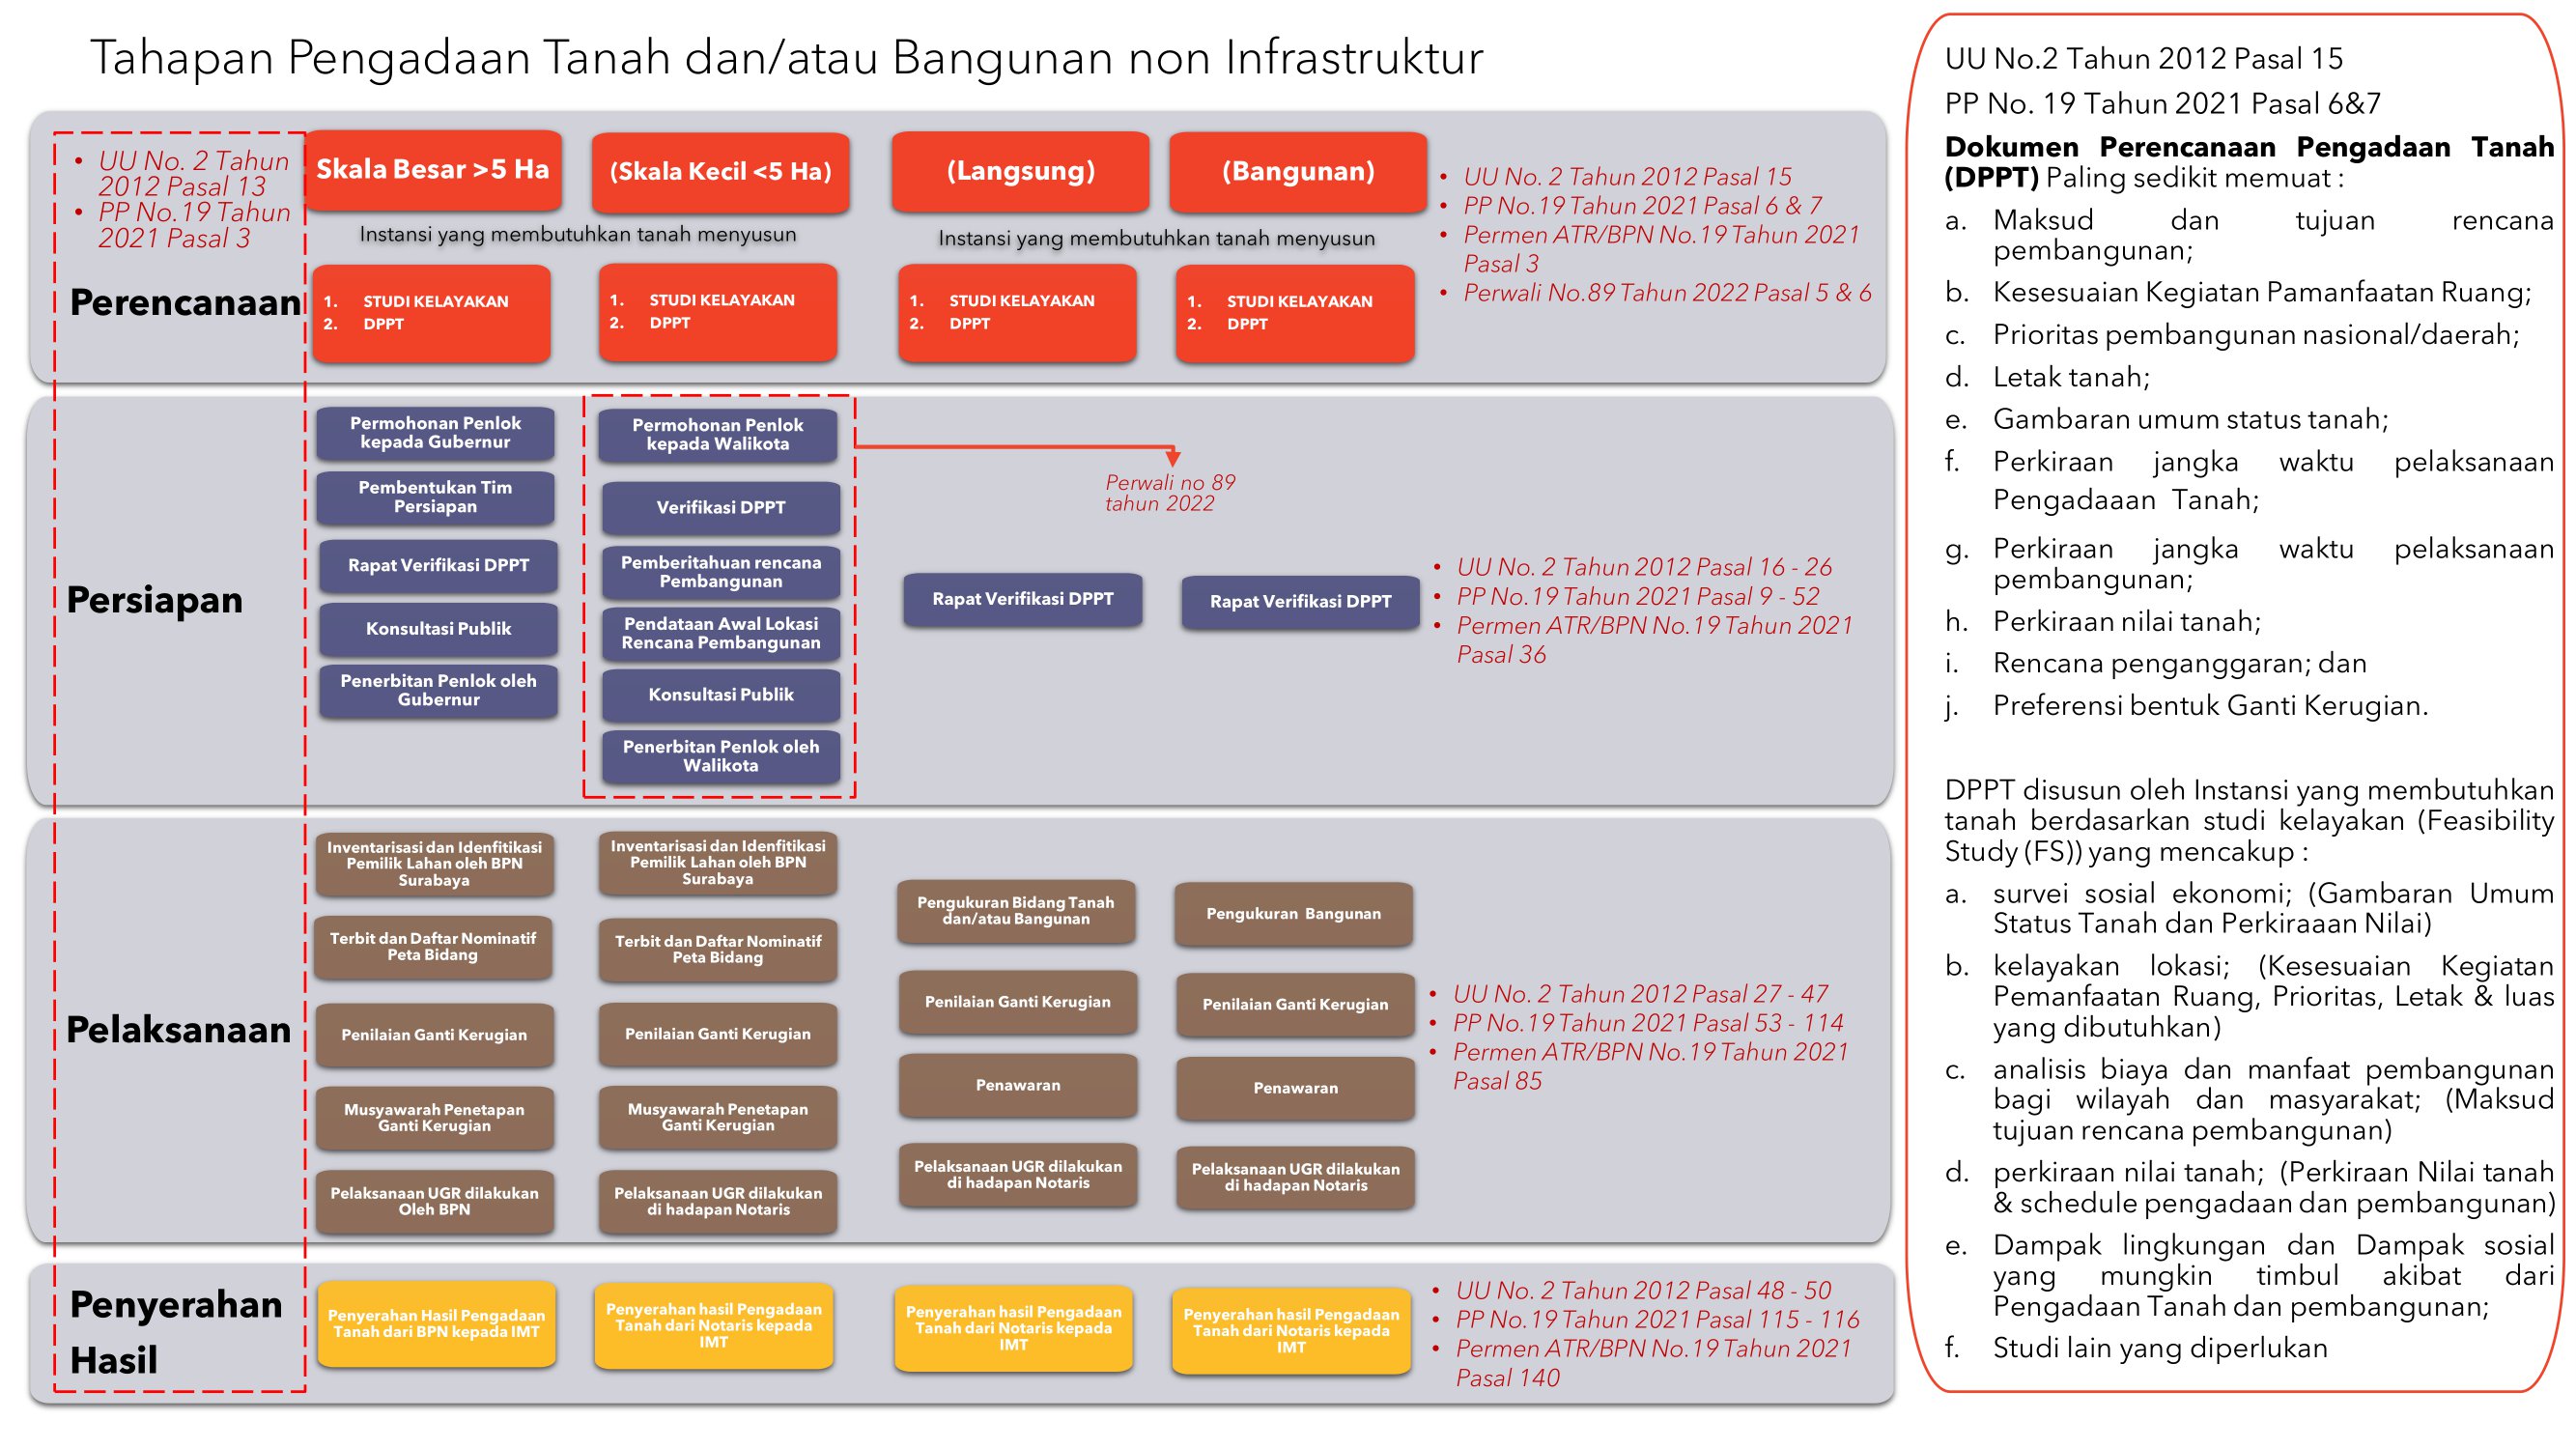 Tahapan Pengadaan Tanah dan/atau Bangunan non Infrastruktur
• UU No. 2 Tahun
2012 Pasal 13
• PP No.19 Tahun
2021 Pasal 3
Perencanaan
Skala Besar >5 Ha
(Skala Kecil <5 Ha)
(Langsung)
(Bangunan)
Instansi yang membutuhkan tanah menyusun
Instansi yang membutuhkan tanah menyusun
1. STUDI KELAYAKAN
2. DPPT
1. STUDI KELAYAKAN
2. DPPT
1. STUDI KELAYAKAN
2. DPPT
1. STUDI KELAYAKAN
2. DPPT
• UU No. 2 Tahun 2012 Pasal 15
• PP No.19 Tahun 2021 Pasal 6 & 7
• Permen ATR/BPN No.19 Tahun 2021
Pasal 3
• Perwali No.89 Tahun 2022 Pasal 5 & 6
Persiapan
Permohonan Penlok
kepada Gubernur
Pembentukan Tim
Persiapan
Rapat Verifikasi DPPT
Konsultasi Publik
Penerbitan Penlok oleh
Gubernur
Permohonan Penlok
kepada Walikota
Verifikasi DPPT
Pemberitahuan rencana
Pembangunan
Pendataan Awal Lokasi
Rencana Pembangunan
Konsultasi Publik
Penerbitan Penlok oleh
Walikota
Perwali no 89
tahun 2022
Rapat Verifikasi DPPT
Rapat Verifikasi DPPT
• UU No. 2 Tahun 2012 Pasal 16 - 26
• PP No.19 Tahun 2021 Pasal 9 - 52
• Permen ATR/BPN No.19 Tahun 2021
Pasal 36
Pelaksanaan
Inventarisasi dan Idenfitikasi
Pemilik Lahan oleh BPN
Surabaya
Terbit dan Daftar Nominatif
Peta Bidang
Penilaian Ganti Kerugian
Musyawarah Penetapan
Ganti Kerugian
Pelaksanaan UGR dilakukan
Oleh BPN
Inventarisasi dan Idenfitikasi
Pemilik Lahan oleh BPN
Surabaya
Terbit dan Daftar Nominatif
Peta Bidang
Penilaian Ganti Kerugian
Musyawarah Penetapan
Ganti Kerugian
Pelaksanaan UGR dilakukan
di hadapan Notaris
Pengukuran Bidang Tanah
dan/atau Bangunan
Penilaian Ganti Kerugian
Penawaran
Pelaksanaan UGR dilakukan
di hadapan Notaris
Pengukuran Bangunan
Penilaian Ganti Kerugian
Penawaran
Pelaksanaan UGR dilakukan
di hadapan Notaris
• UU No. 2 Tahun 2012 Pasal 27 - 47
• PP No.19 Tahun 2021 Pasal 53 - 114
• Permen ATR/BPN No.19 Tahun 2021
Pasal 85
Penyerahan
Hasil
Penyerahan Hasil Pengadaan
Tanah dari BPN kepada IMT
Penyerahan hasil Pengadaan
Tanah dari Notaris kepada
IMT
Penyerahan hasil Pengadaan
Tanah dari Notaris kepada
IMT
Penyerahan hasil Pengadaan
Tanah dari Notaris kepada
IMT
• UU No. 2 Tahun 2012 Pasal 48 - 50
• PP No.19 Tahun 2021 Pasal 115 - 116
• Permen ATR/BPN No.19 Tahun 2021
Pasal 140
UU No.2 Tahun 2012 Pasal 15
PP No. 19 Tahun 2021 Pasal 6&7
Dokumen Perencanaan Pengadaan Tanah
(DPPT) Paling sedikit memuat :
a. Maksud dan tujuan rencana
pembangunan;
b. Kesesuaian Kegiatan Pamanfaatan Ruang;
c. Prioritas pembangunan nasional/daerah;
d. Letak tanah;
e. Gambaran umum status tanah;
f. Perkiraan jangka waktu pelaksanaan
Pengadaaan Tanah;
g. Perkiraan jangka waktu pelaksanaan
pembangunan;
h. Perkiraan nilai tanah;
i. Rencana penganggaran; dan
j. Preferensi bentuk Ganti Kerugian.
DPPT disusun oleh Instansi yang membutuhkan
tanah berdasarkan studi kelayakan (Feasibility
Study (FS)) yang mencakup :
a. survei sosial ekonomi; (Gambaran Umum
Status Tanah dan Perkiraaan Nilai)
b. kelayakan lokasi; (Kesesuaian Kegiatan
Pemanfaatan Ruang, Prioritas, Letak & luas
yang dibutuhkan)
c. analisis biaya dan manfaat pembangunan
bagi wilayah dan masyarakat; (Maksud
tujuan rencana pembangunan)
d. perkiraan nilai tanah; (Perkiraan Nilai tanah
& schedule pengadaan dan pembangunan)
e. Dampak lingkungan dan Dampak sosial
yang mungkin timbul akibat dari
Pengadaan Tanah dan pembangunan;
f. Studi lain yang diperlukan